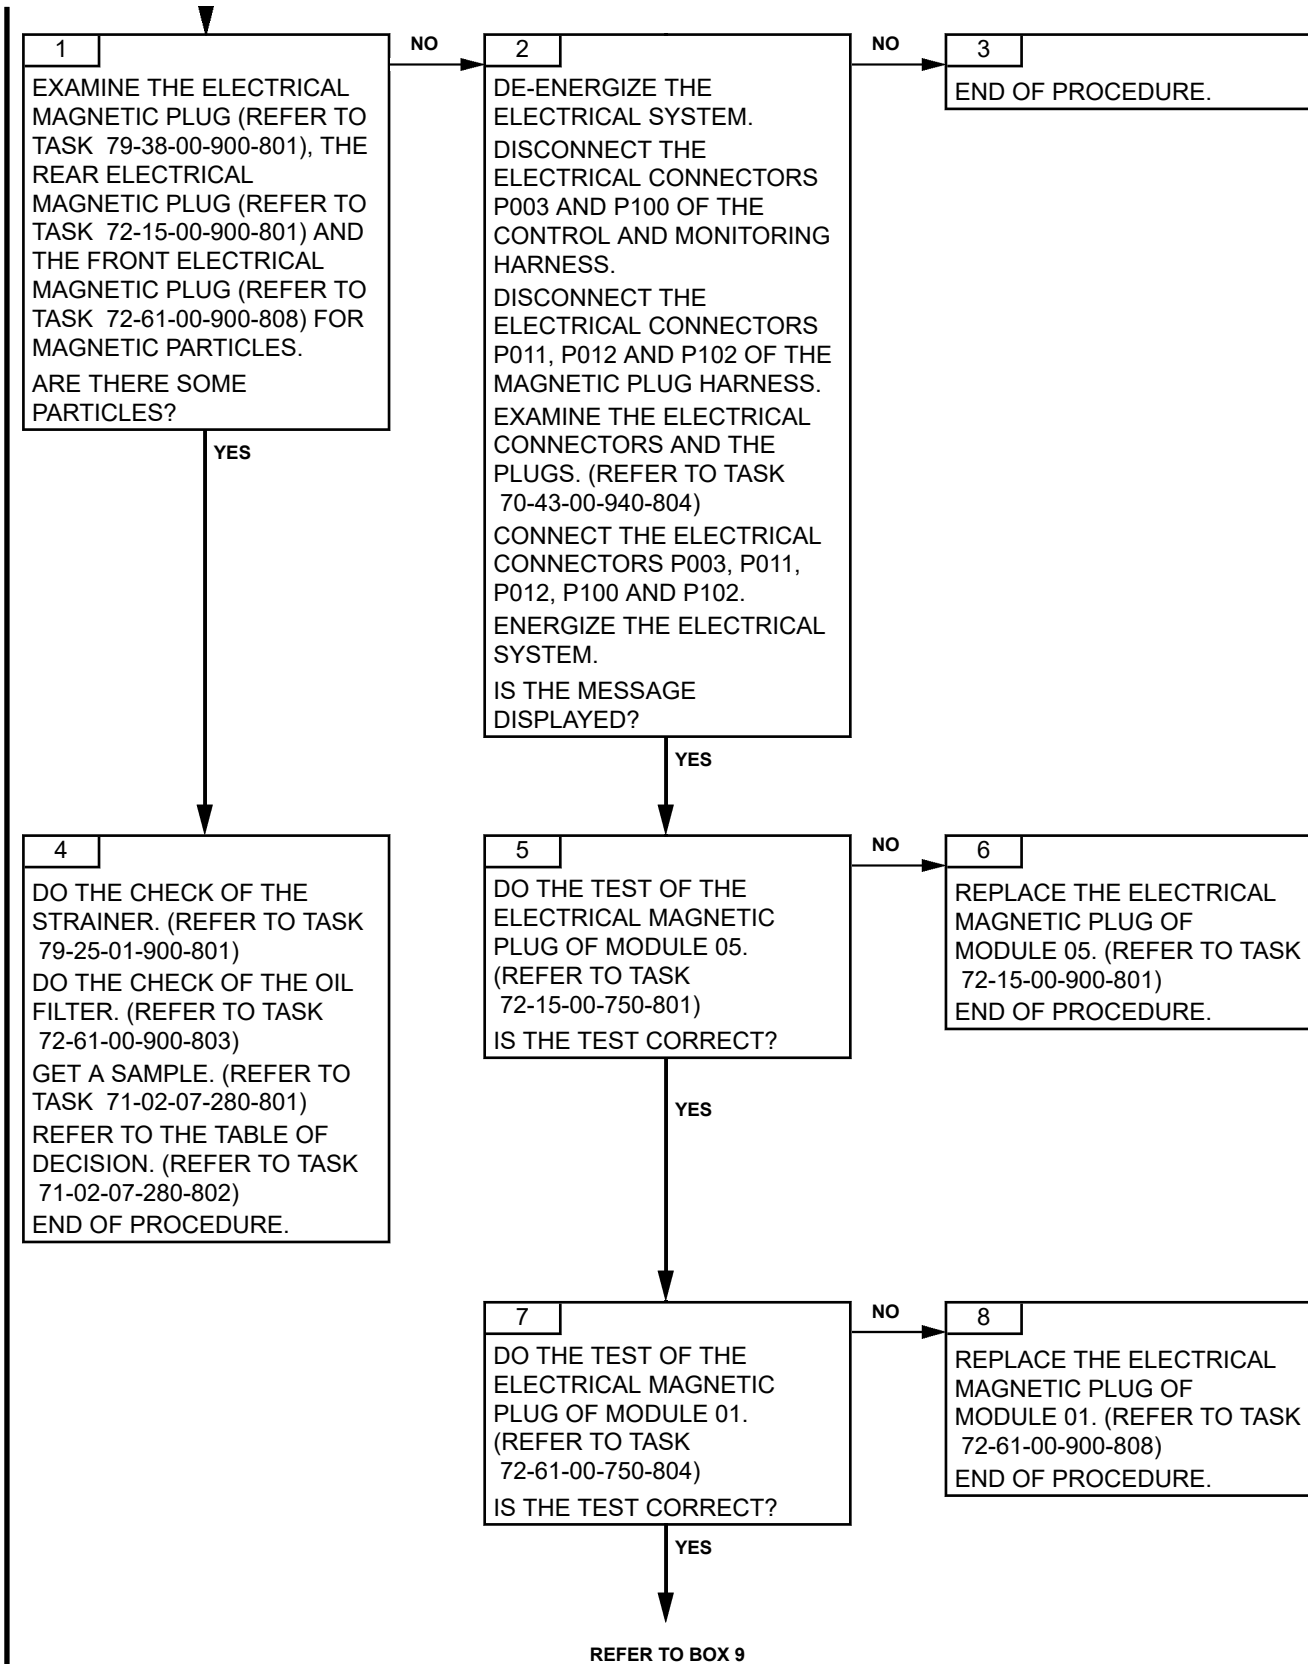 1
EXAMINE THE ELECTRICAL
MAGNETIC PLUG (REFER TO
TASK 79-38-00-900-801), THE
REAR ELECTRICAL
MAGNETIC PLUG (REFER TO
TASK 72-15-00-900-801) AND
THE FRONT ELECTRICAL
MAGNETIC PLUG (REFER TO
TASK 72-61-00-900-808) FOR
MAGNETIC PARTICLES.
ARE THERE SOME
PARTICLES?
NO
YES
2
DE-ENERGIZE THE
ELECTRICAL SYSTEM.
DISCONNECT THE
ELECTRICAL CONNECTORS
P003 AND P100 OF THE
CONTROL AND MONITORING
HARNESS.
DISCONNECT THE
ELECTRICAL CONNECTORS
P011, P012 AND P102 OF THE
MAGNETIC PLUG HARNESS.
EXAMINE THE ELECTRICAL
CONNECTORS AND THE
PLUGS. (REFER TO TASK
70-43-00-940-804)
CONNECT THE ELECTRICAL
CONNECTORS P003, P011,
P012, P100 AND P102.
ENERGIZE THE ELECTRICAL
SYSTEM.
IS THE MESSAGE
DISPLAYED?
NO
YES
3
END OF PROCEDURE.
4
DO THE CHECK OF THE
STRAINER. (REFER TO TASK
79-25-01-900-801)
DO THE CHECK OF THE OIL
FILTER. (REFER TO TASK
72-61-00-900-803)
GET A SAMPLE. (REFER TO
TASK 71-02-07-280-801)
REFER TO THE TABLE OF
DECISION. (REFER TO TASK
71-02-07-280-802)
END OF PROCEDURE.
5
DO THE TEST OF THE
ELECTRICAL MAGNETIC
PLUG OF MODULE 05.
(REFER TO TASK
72-15-00-750-801)
IS THE TEST CORRECT?
NO
YES
6
REPLACE THE ELECTRICAL
MAGNETIC PLUG OF
MODULE 05. (REFER TO TASK
72-15-00-900-801)
END OF PROCEDURE.
7
DO THE TEST OF THE
ELECTRICAL MAGNETIC
PLUG OF MODULE 01.
(REFER TO TASK
72-61-00-750-804)
IS THE TEST CORRECT?
NO
YES
8
REPLACE THE ELECTRICAL
MAGNETIC PLUG OF
MODULE 01. (REFER TO TASK
72-61-00-900-808)
END OF PROCEDURE.
REFER TO BOX 9